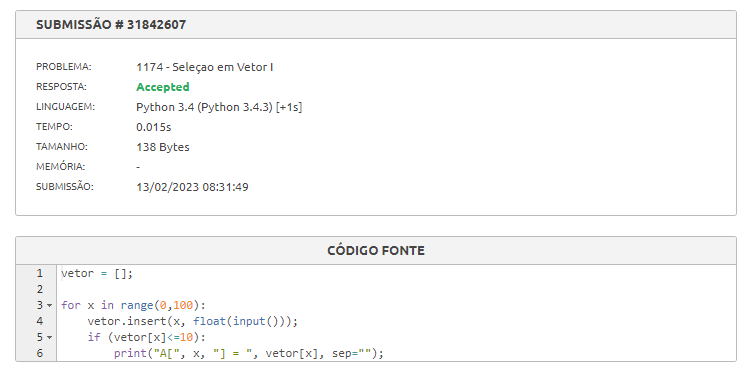 SUBMISSÃO # 31842607
PROBLEMA: 1174 - Seleçao em Vetor I
RESPOSTA: Accepted
LINGUAGEM: Python 3.4 (Python 3.4.3) [+1s]
TEMPO: 0.015s
TAMANHO: 138 Bytes
MEMÓRIA: -
SUBMISSÃO: 13/02/2023 08:31:49
CÓDIGO FONTE
1 vetor = [];
2
3 for x in range(0,100):
4     vetor.insert(x, float(input()));
5     if (vetor[x]<=10):
6         print("A[", x, "] = ", vetor[x], sep="");